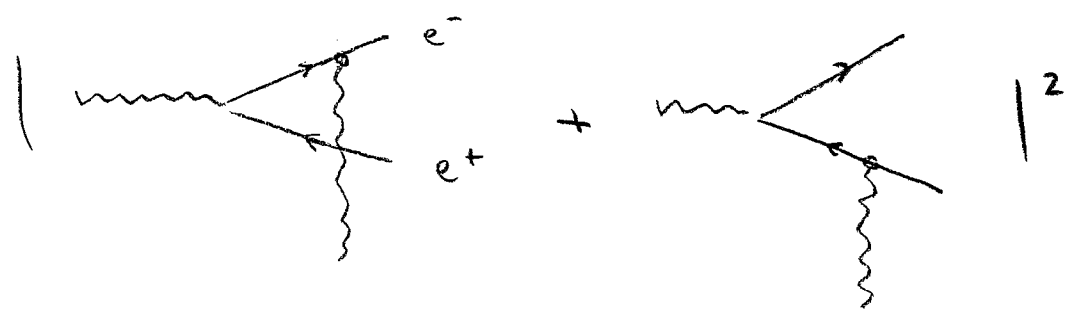 | e⁻ + |²
e⁺